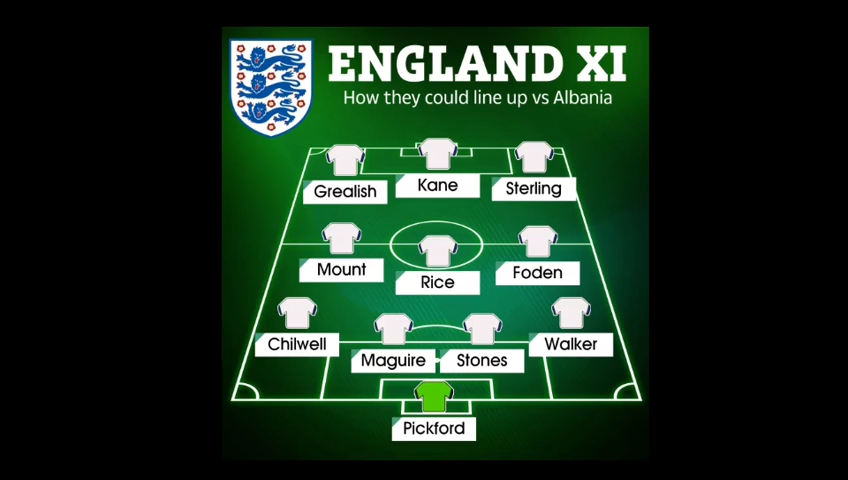 ENGLAND XI
How they could line up vs Albania
Grealish
Kane
Sterling
Mount
Rice
Foden
Chilwell
Maguire
Stones
Walker
Pickford